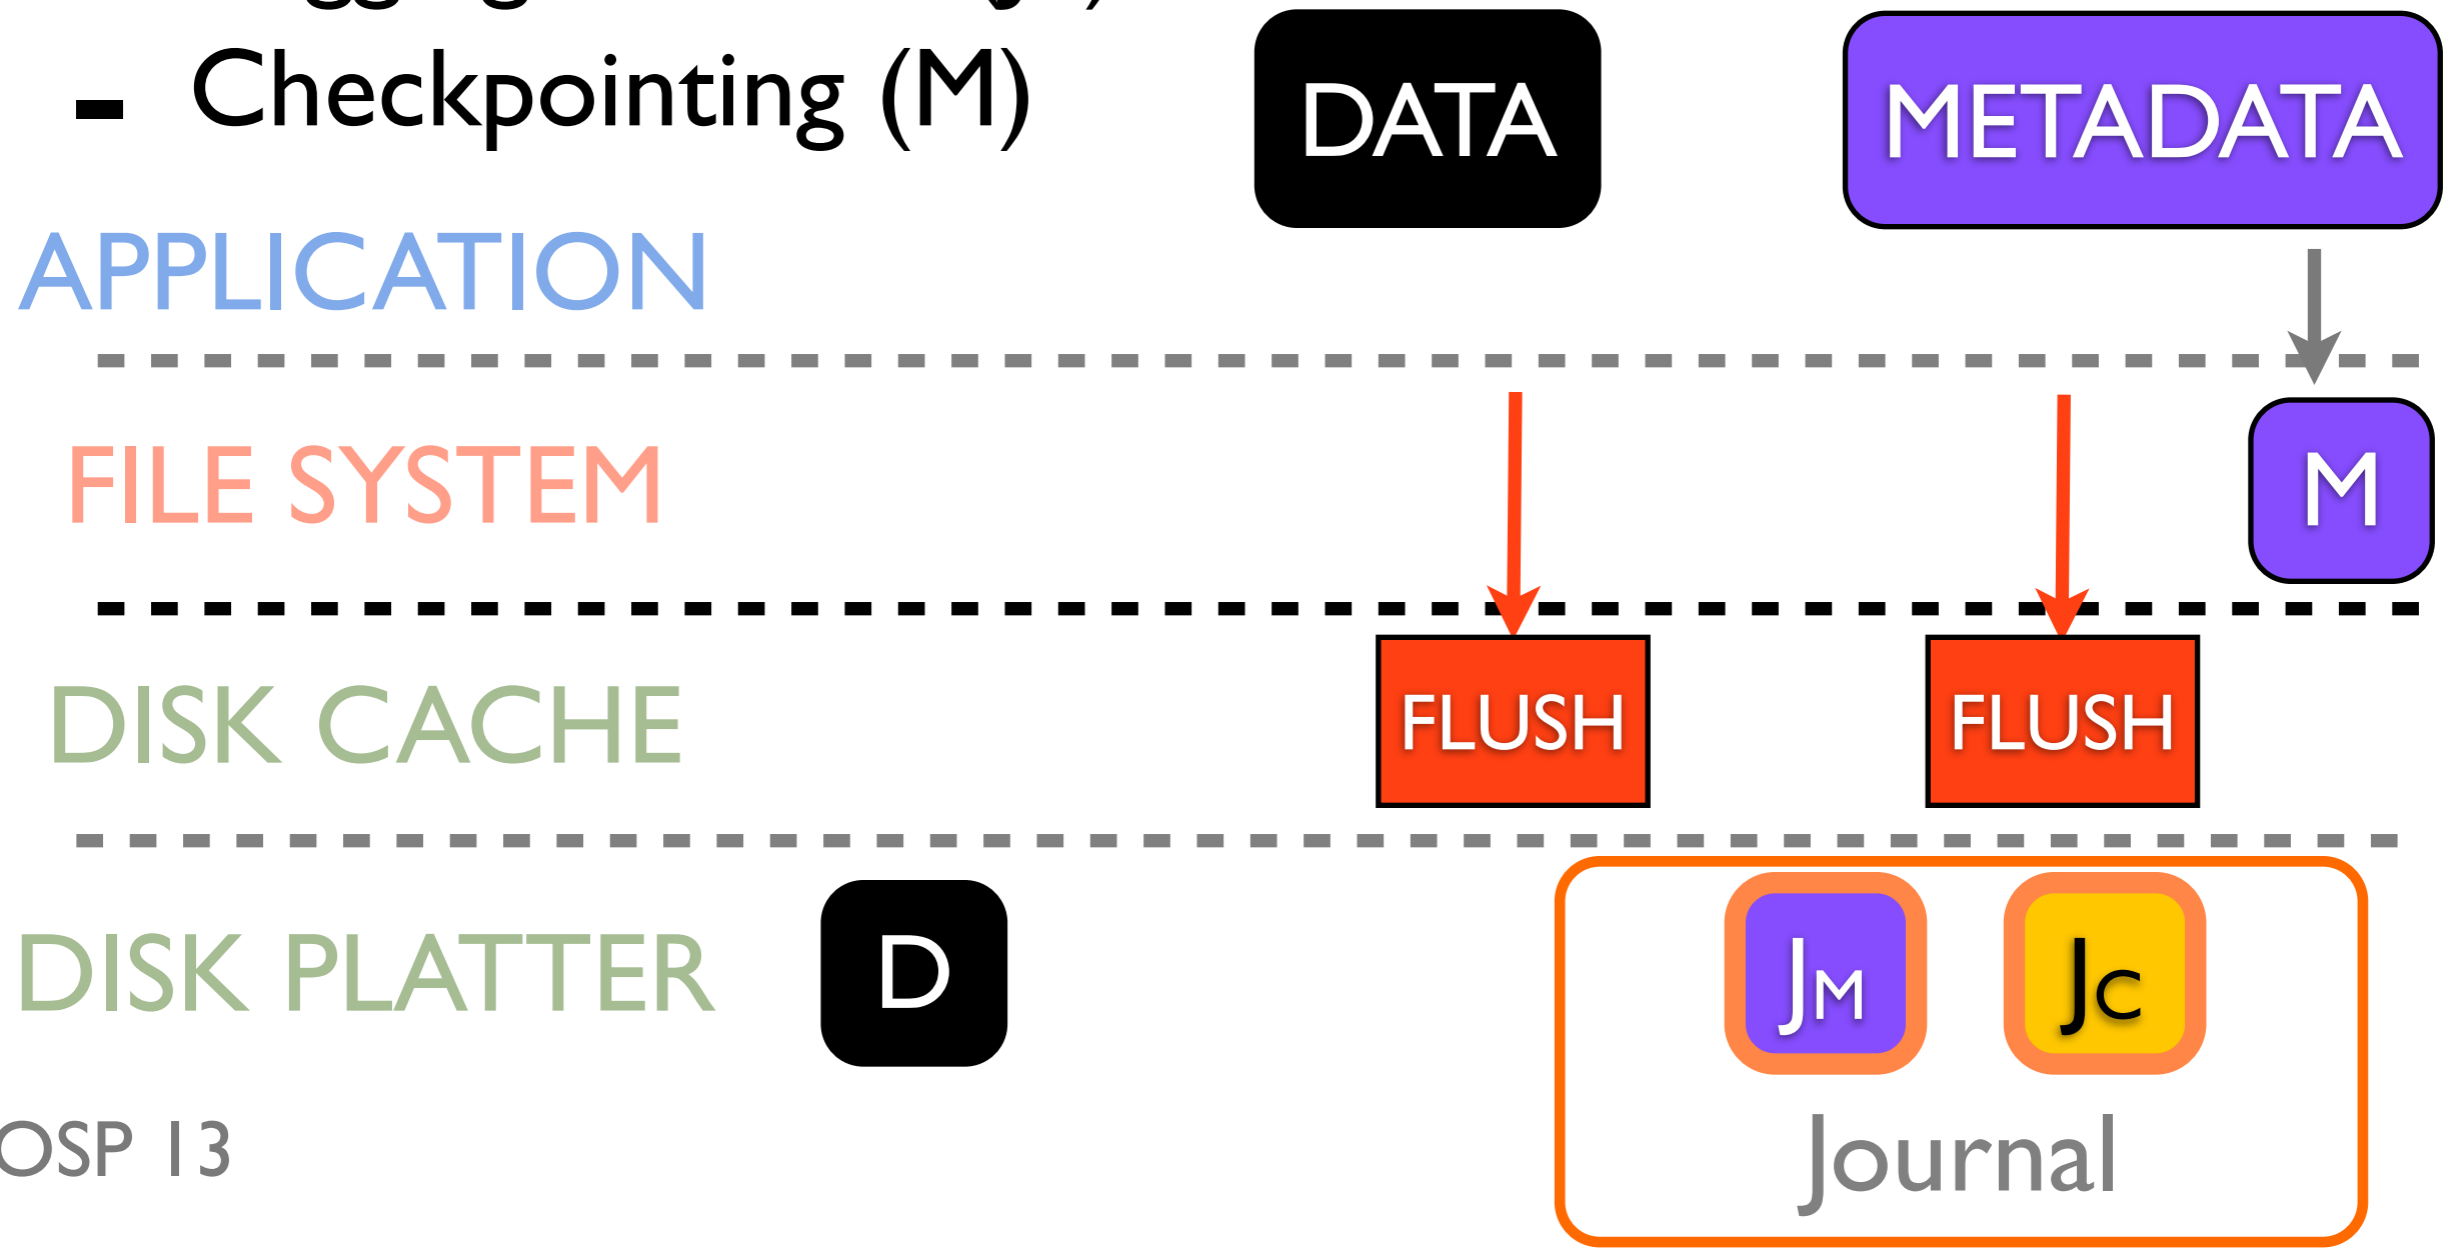 - Checkpointing (M)
DATA
METADATA
APPLICATION
FILE SYSTEM
M
DISK CACHE
FLUSH
FLUSH
DISK PLATTER
D
JM
JC
OSP 13
Journal